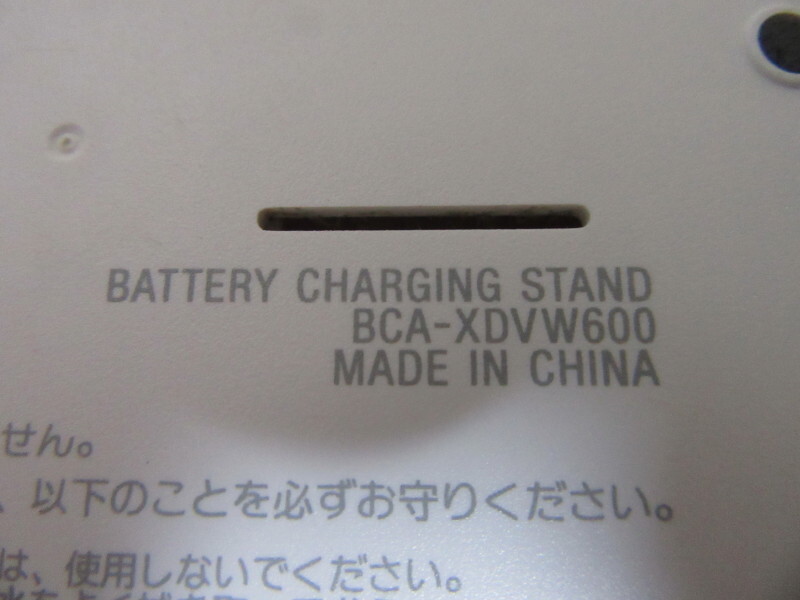 BATTERY CHARGING STAND
BCA-XDVW600
MADE IN CHINA
せん。
、以下のことを必ずお守りください。
は、使用しないでください。